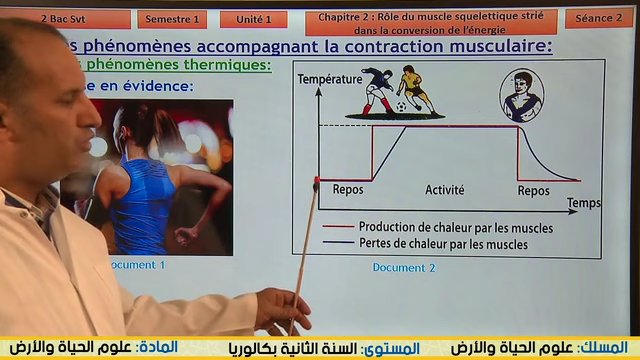 2 Bac Svt
Semestre 1
Unité 1
Chapitre 2 : Rôle du muscle squelettique strié
dans la conversion de l'énergie
Séance 2
s phénomènes accompagnant la contraction musculaire:
phénomènes thermiques:
se en évidence:
Température
Repos
Activité
Repos
Temps
Production de chaleur par les muscles
Pertes de chaleur par les muscles
ocument 1
Document 2
المسلك: علوم الحياة والأرض
المستوى: السنة الثانية بكالوريا
المادة: علوم الحياة والأرض